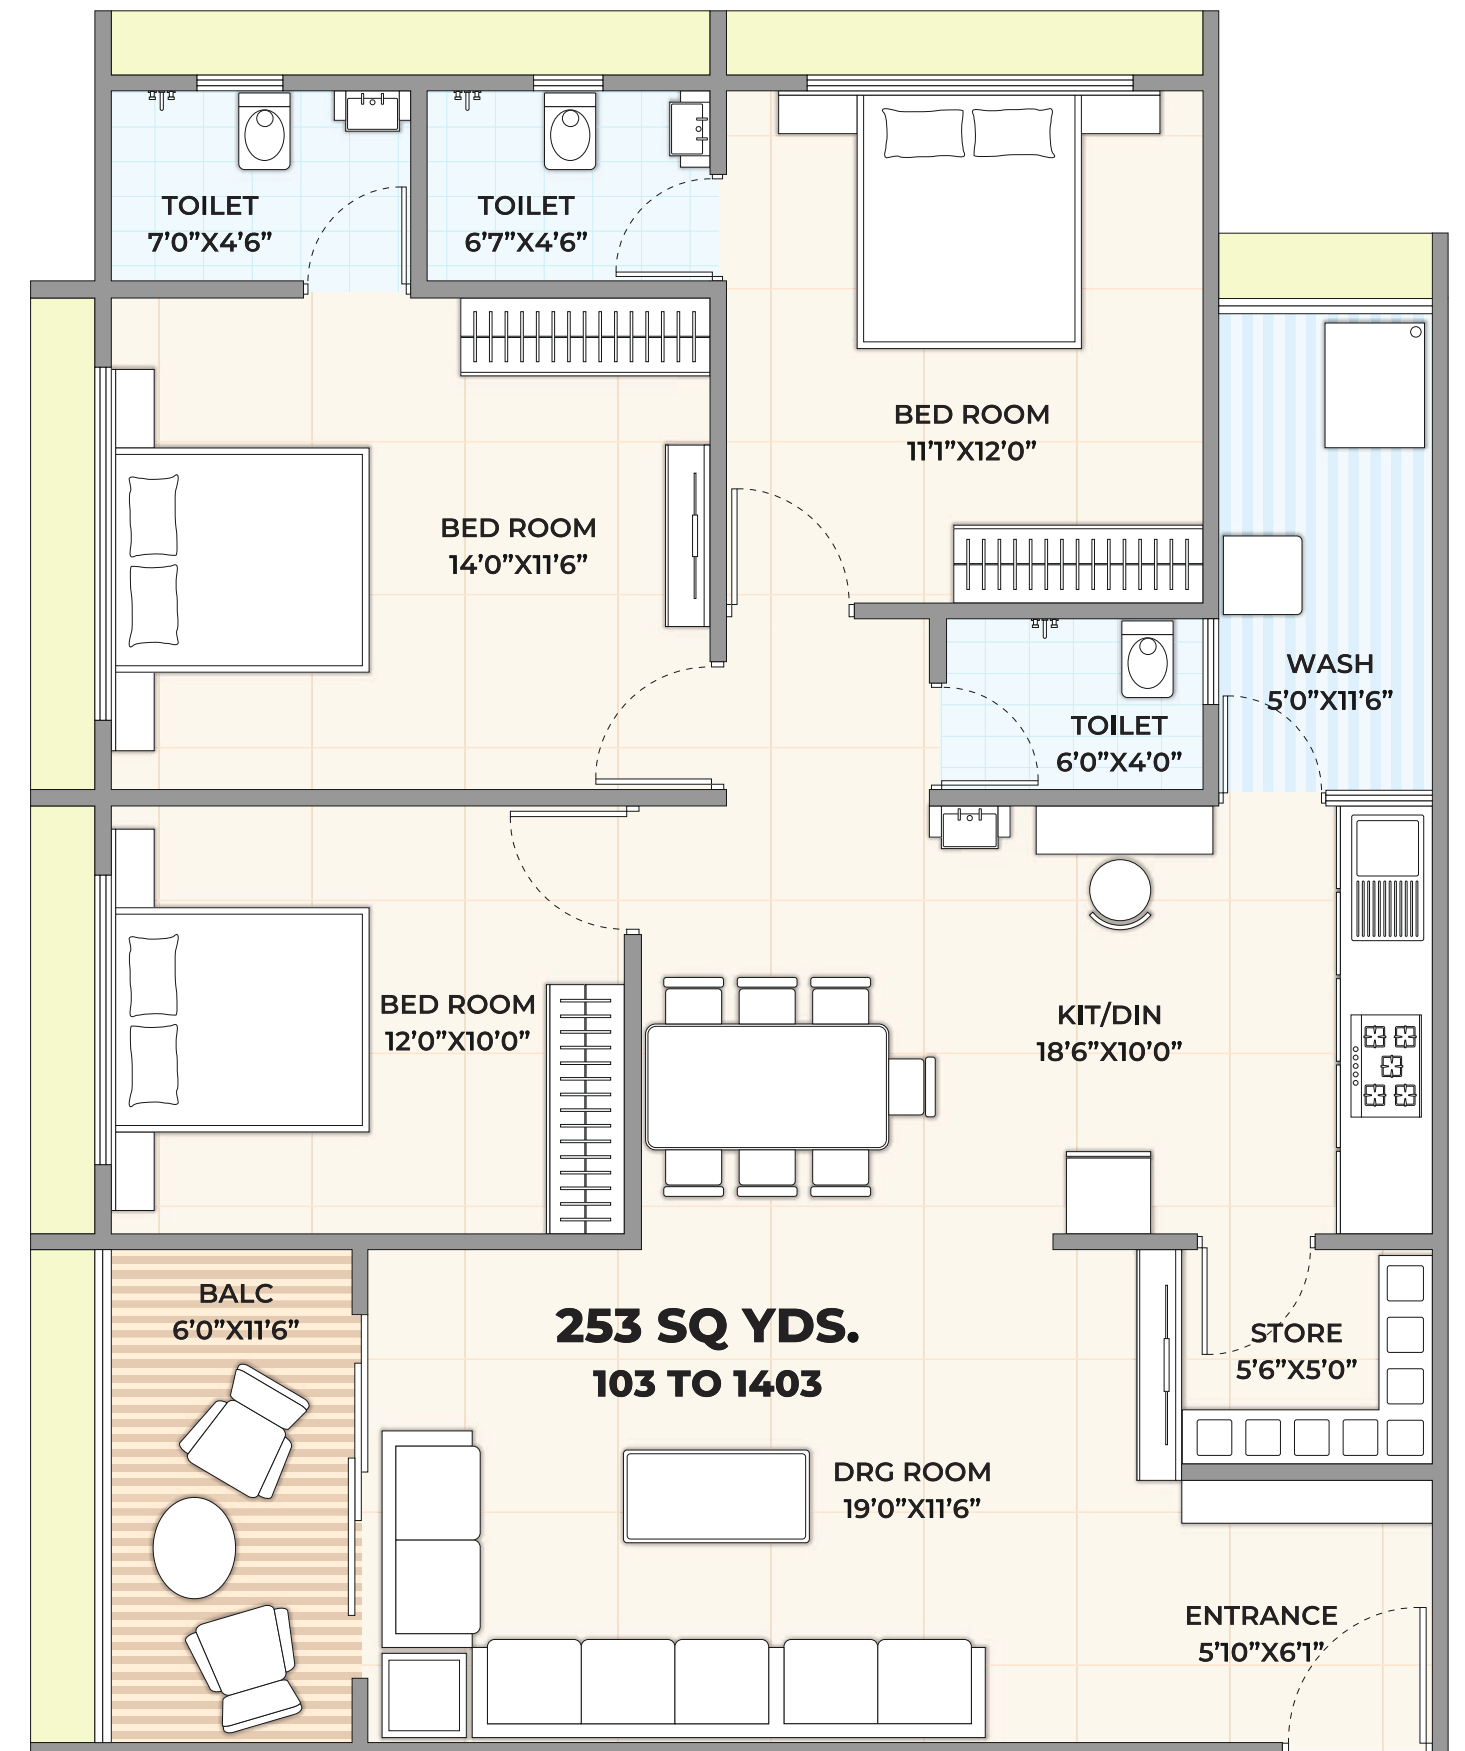 TOILET
7’0”X4’6”
TOILET
6’7”X4’6”
BED ROOM
11’1”X12’0”
BED ROOM
14’0”X11’6”
WASH
5’0”X11’6”
TOILET
6’0”X4’0”
BED ROOM
12’0”X10’0”
KIT/DIN
18’6”X10’0”
BALC
6’0”X11’6”
253 SQ YDS.
103 TO 1403
STORE
5’6”X5’0”
DRG ROOM
19’0”X11’6”
ENTRANCE
5’10”X6’1”